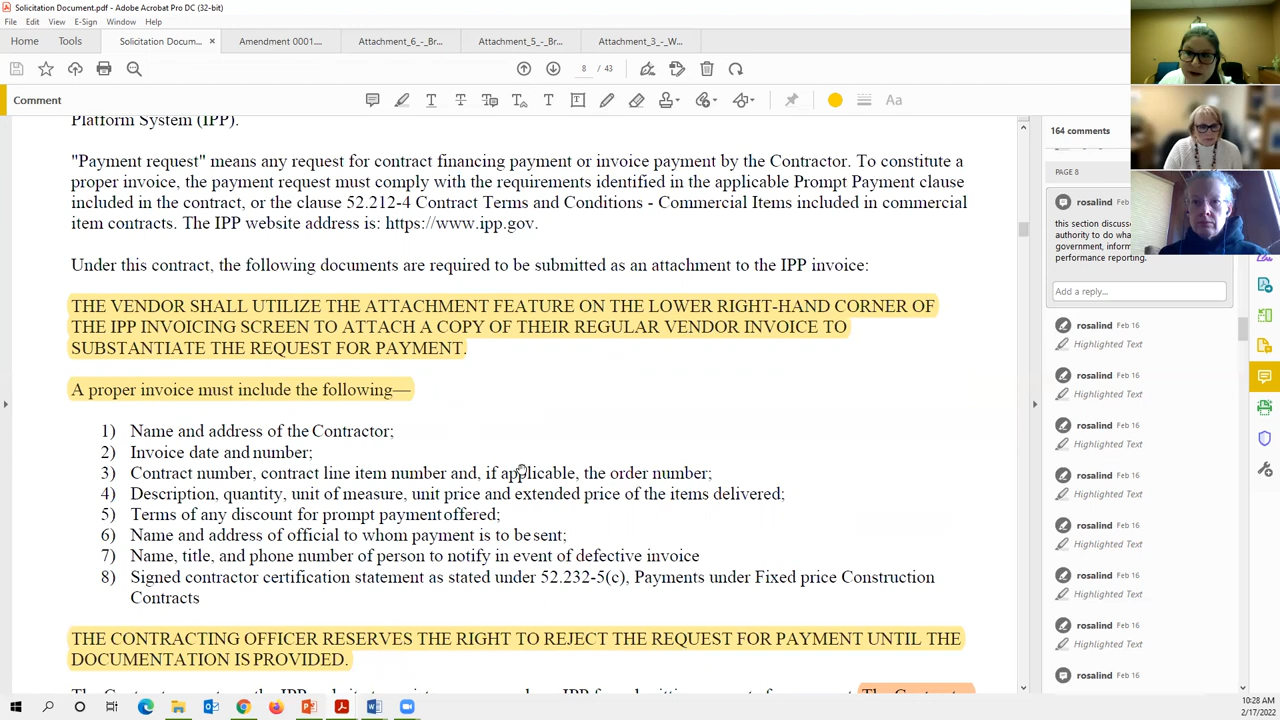 Solicitation Document.pdf - Adobe Acrobat Pro DC (32-bit)
File Edit View E-Sign Window Help
Home Tools Solicitation Docum... × Amendment 0001.... Attachment_6_-_Br... Attachment_5_-_Br... Attachment_3_-_W...
8 / 43
Comment
Aa
Platform System (IPP).
"Payment request" means any request for contract financing payment or invoice payment by the Contractor. To constitute a
proper invoice, the payment request must comply with the requirements identified in the applicable Prompt Payment clause
included in the contract, or the clause 52.212-4 Contract Terms and Conditions - Commercial Items included in commercial
item contracts. The IPP website address is: https://www.ipp.gov.
Under this contract, the following documents are required to be submitted as an attachment to the IPP invoice:
THE VENDOR SHALL UTILIZE THE ATTACHMENT FEATURE ON THE LOWER RIGHT-HAND CORNER OF
THE IPP INVOICING SCREEN TO ATTACH A COPY OF THEIR REGULAR VENDOR INVOICE TO
SUBSTANTIATE THE REQUEST FOR PAYMENT.
A proper invoice must include the following—
1) Name and address of the Contractor;
2) Invoice date and number;
3) Contract number, contract line item number and, if applicable, the order number;
4) Description, quantity, unit of measure, unit price and extended price of the items delivered;
5) Terms of any discount for prompt payment offered;
6) Name and address of official to whom payment is to be sent;
7) Name, title, and phone number of person to notify in event of defective invoice
8) Signed contractor certification statement as stated under 52.232-5(c), Payments under Fixed price Construction
Contracts
THE CONTRACTING OFFICER RESERVES THE RIGHT TO REJECT THE REQUEST FOR PAYMENT UNTIL THE
DOCUMENTATION IS PROVIDED.
164 comments
PAGE 8
rosalind Feb
this section discuss
authority to do wha
government, inform
performance reporting.
Add a reply...
rosalind Feb 16
Highlighted Text
rosalind Feb 16
Highlighted Text
rosalind Feb 16
Highlighted Text
rosalind Feb 16
Highlighted Text
rosalind Feb 16
Highlighted Text
rosalind Feb 16
Highlighted Text
rosalind Feb 16
Highlighted Text
rosalind Feb 16
10:28 AM
2/17/2022